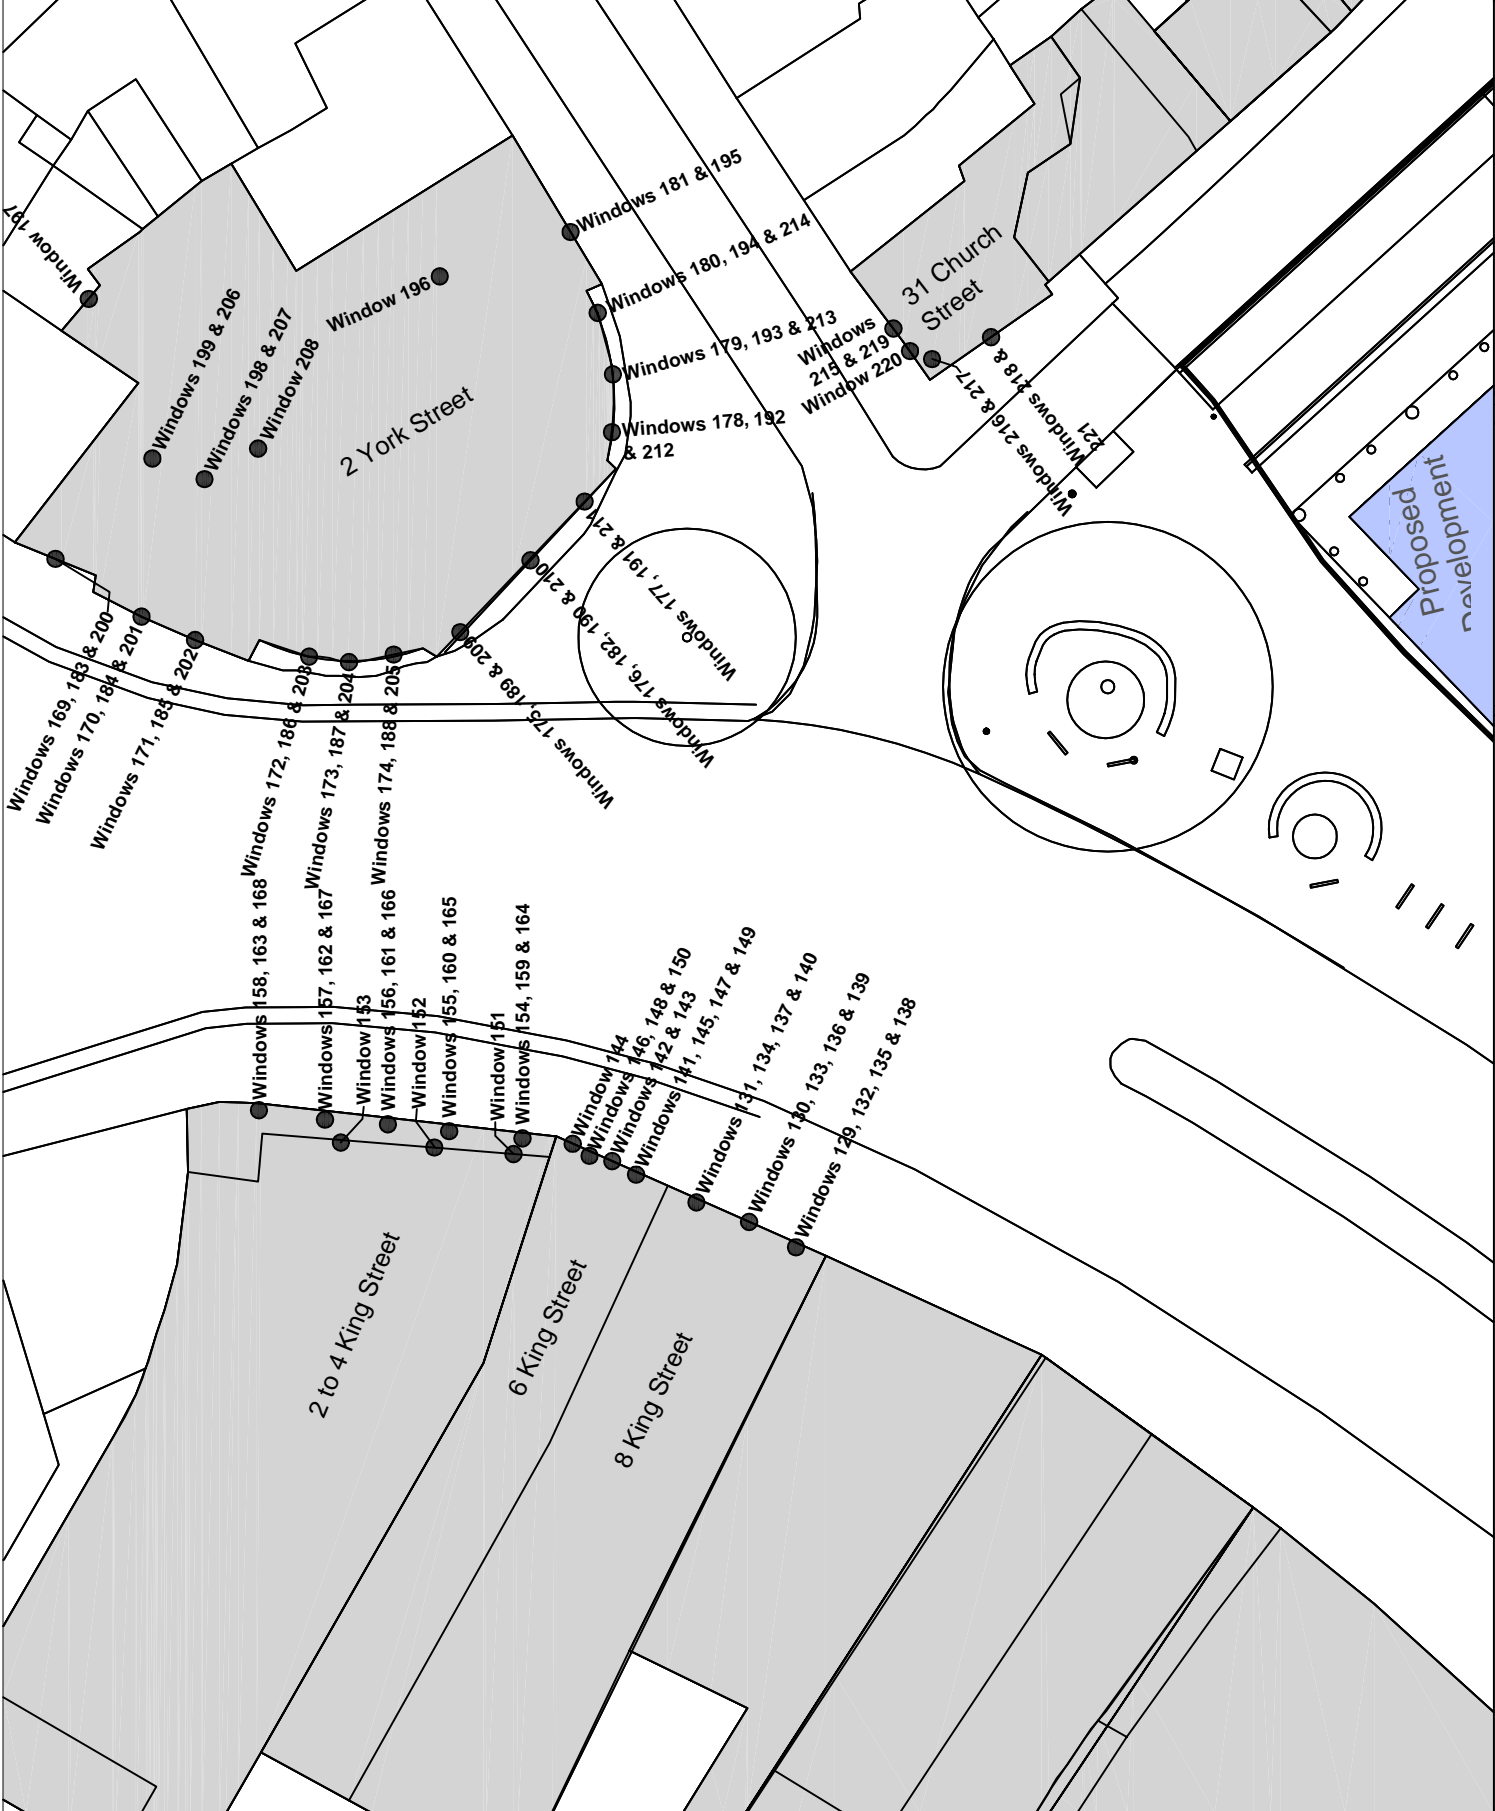 Windows 181 & 195
Windows 180, 194 & 214
Windows 179, 193 & 213
Windows 178, 192
& 212
Windows 177, 191 & 211
Windows 176, 182, 190 & 210
Windows 175, 189 & 209
Window 197
Window 196
Windows 199 & 206
Windows 198 & 207
Window 208
2 York Street
31 Church
Street
Windows
215 & 219
Window 220
Windows 216 & 217
Windows 218 &
221
Proposed
Development
Windows 169, 183 & 200
Windows 170, 184 & 201
Windows 171, 185 & 202
Windows 172, 186 & 203
Windows 173, 187 & 204
Windows 174, 188 & 205
Windows 158, 163 & 168
Windows 157, 162 & 167
Window 153
Windows 156, 161 & 166
Window 152
Windows 155, 160 & 165
Window 151
Windows 154, 159 & 164
Window 144
Windows 146, 148 & 150
Windows 142 & 143
Windows 141, 145, 147 & 149
Windows 131, 134, 137 & 140
Windows 130, 133, 136 & 139
Windows 129, 132, 135 & 138
2 to 4 King Street
6 King Street
8 King Street